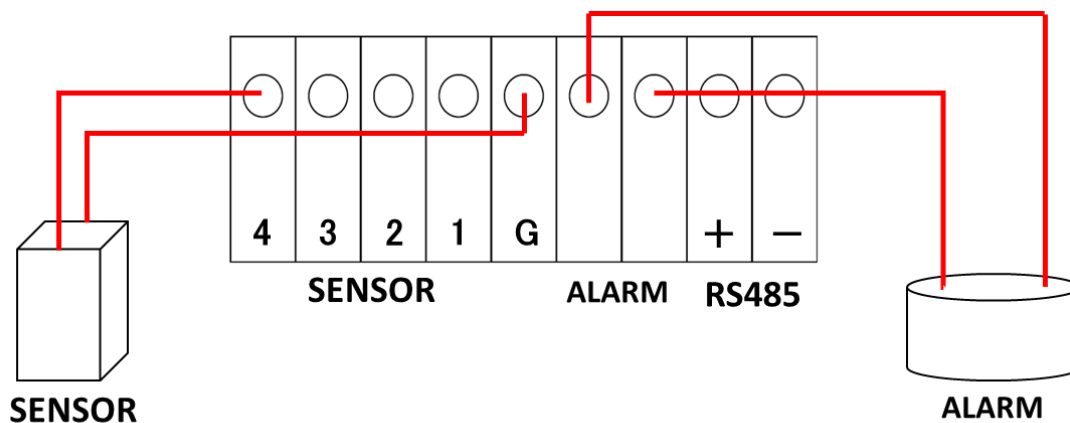 4 3 2 1 G + −
SENSOR ALARM RS485
SENSOR ALARM